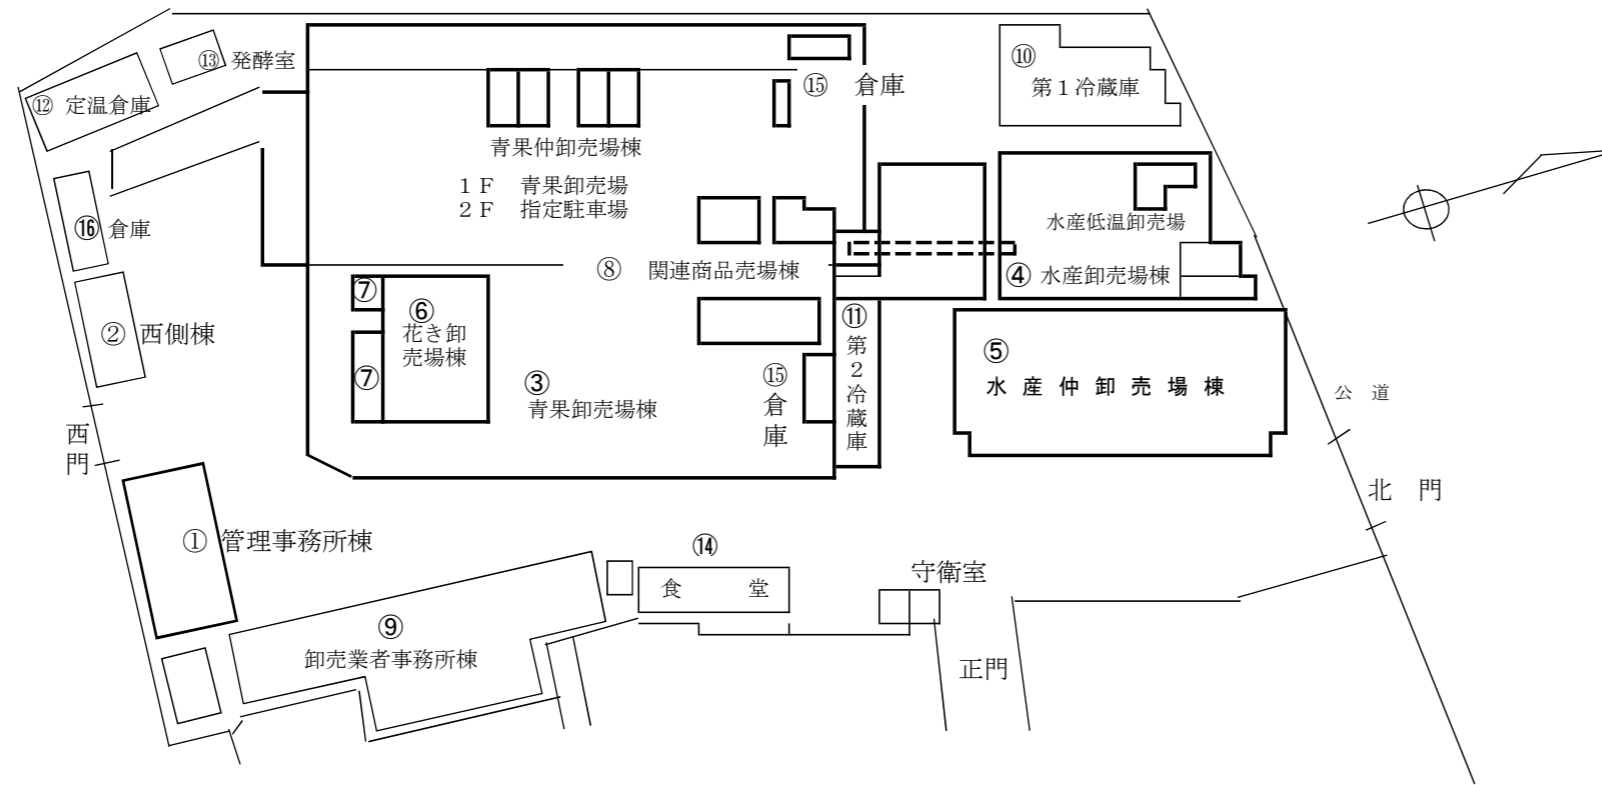 ⑬ 発酵室
⑫ 定温倉庫
⑯ 倉庫
② 西側棟
西門
① 管理事務所棟
⑨
卸売業者事務所棟
青果仲卸売場棟
1F 青果卸売場
2F 指定駐車場
⑮ 倉庫
⑧ 関連商品売場棟
⑦
⑦
⑥
花き卸
売場棟
③
青果卸売場棟
⑮
倉庫
⑪
第2冷蔵庫
⑩
第1冷蔵庫
水産低温卸売場
④ 水産卸売場棟
⑤
水産仲卸売場棟
公道
北門
⑭
食堂
守衛室
正門